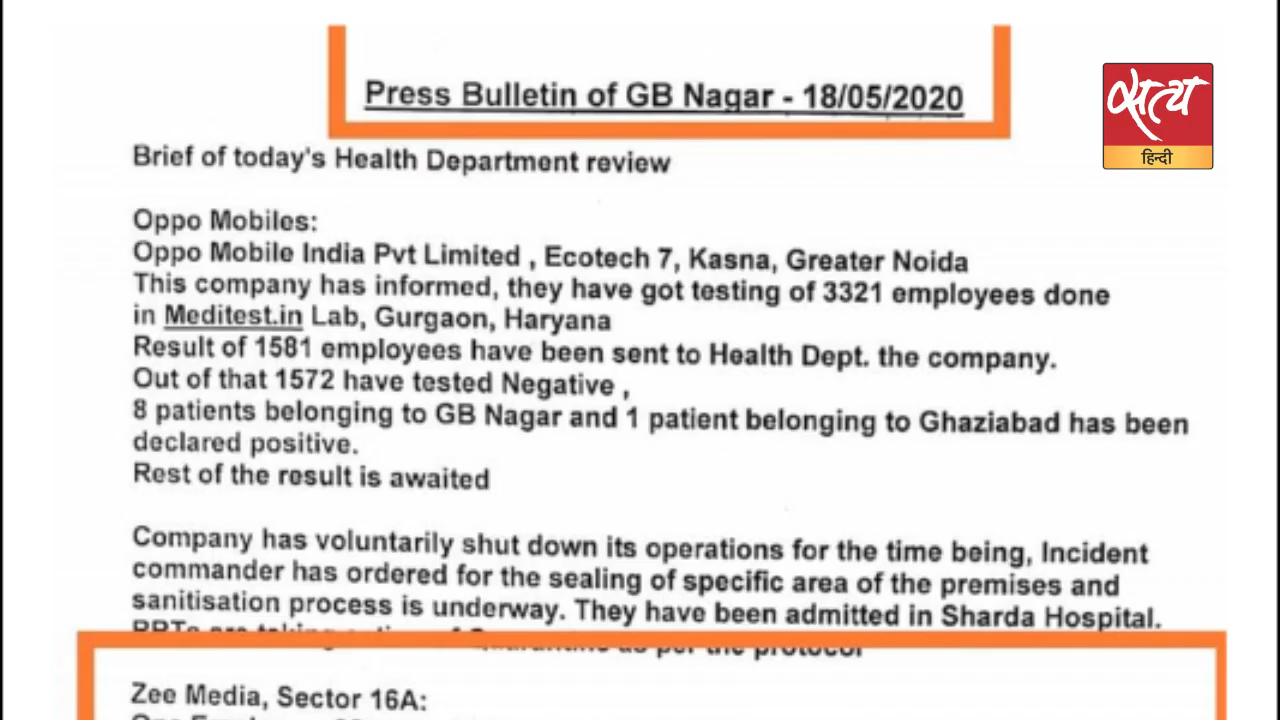 Press Bulletin of GB Nagar - 18/05/2020
सत्य
हिन्दी
Brief of today's Health Department review
Oppo Mobiles:
Oppo Mobile India Pvt Limited , Ecotech 7, Kasna, Greater Noida
This company has informed, they have got testing of 3321 employees done
in Meditest.in Lab, Gurgaon, Haryana
Result of 1581 employees have been sent to Health Dept. the company.
Out of that 1572 have tested Negative ,
8 patients belonging to GB Nagar and 1 patient belonging to Ghaziabad has been
declared positive.
Rest of the result is awaited
Company has voluntarily shut down its operations for the time being, Incident
commander has ordered for the sealing of specific area of the premises and
sanitisation process is underway. They have been admitted in Sharda Hospital.
as per the protocol
Zee Media, Sector 16A: